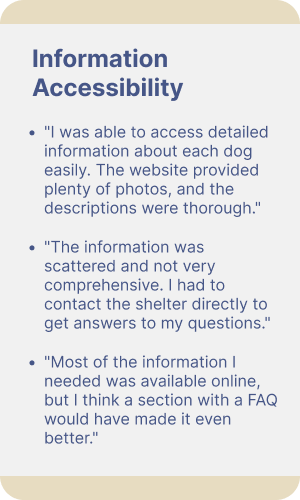 Information
Accessibility
• "I was able to access detailed
information about each dog
easily. The website provided
plenty of photos, and the
descriptions were thorough."
• "The information was
scattered and not very
comprehensive. I had to
contact the shelter directly to
get answers to my questions."
• "Most of the information I
needed was available online,
but I think a section with a FAQ
would have made it even
better."